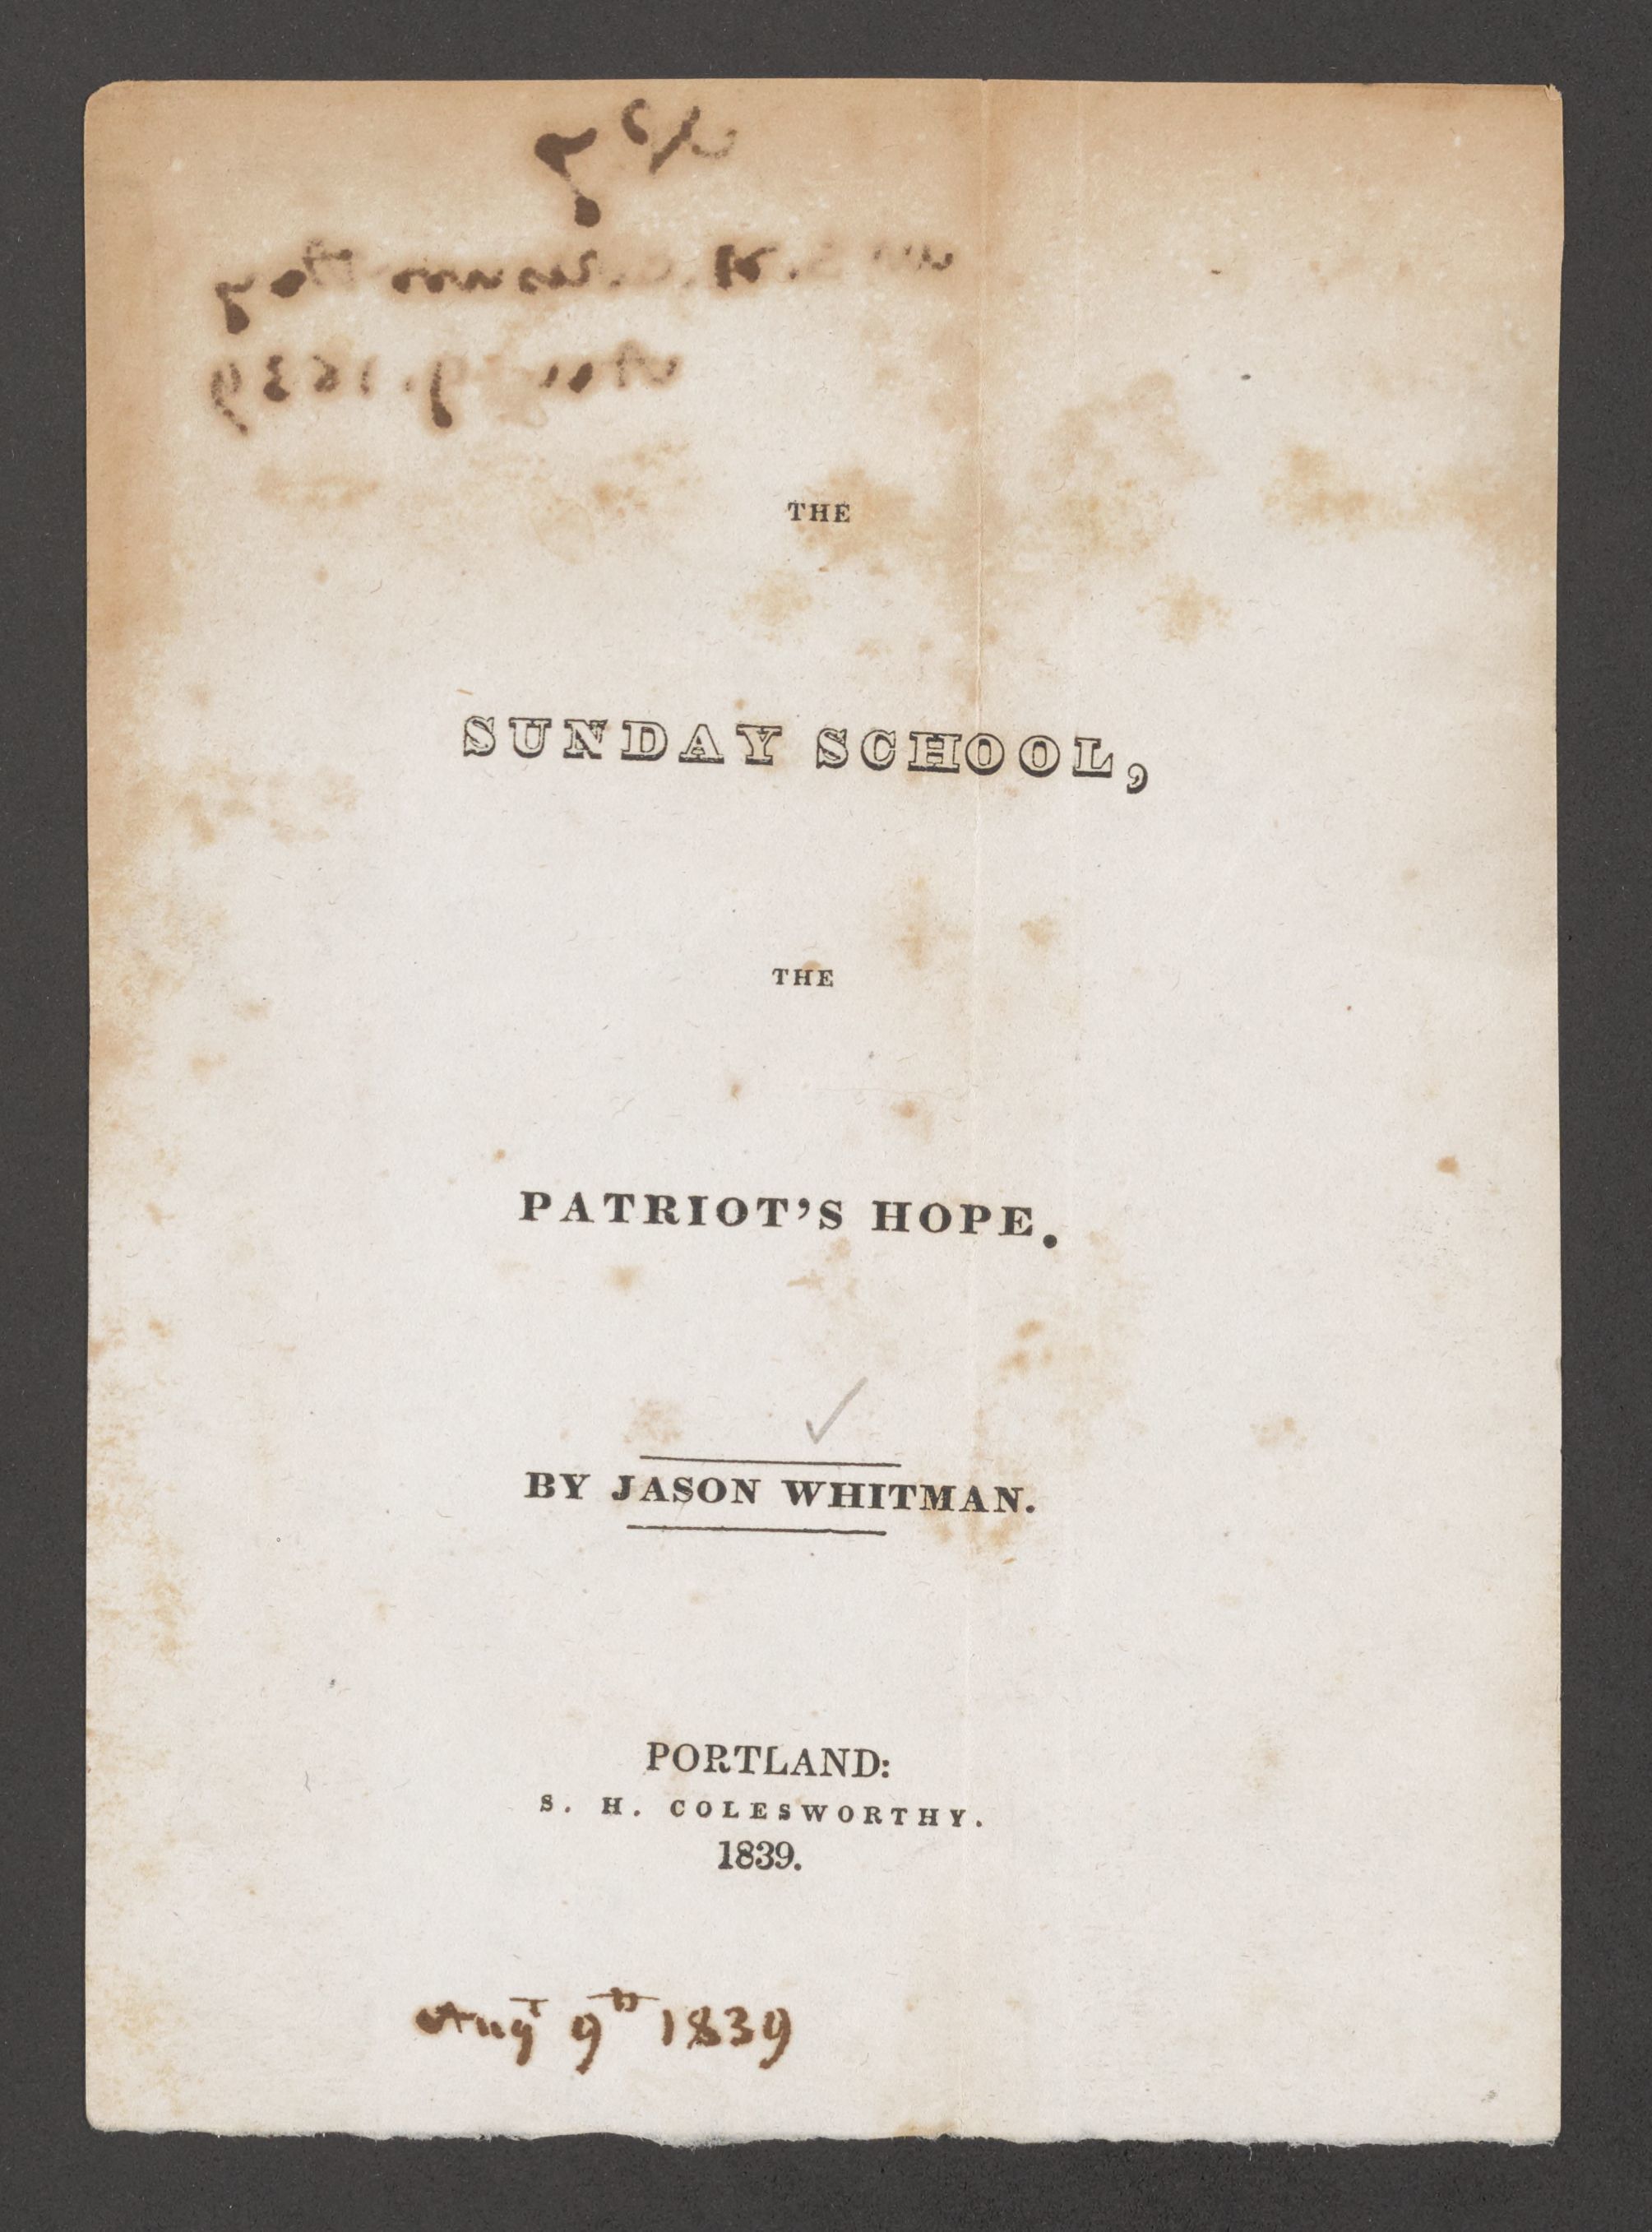 THE
SUNDAY SCHOOL,
THE
PATRIOT'S HOPE.
BY JASON WHITMAN.
PORTLAND:
S. H. COLESWORTHY.
1839.
Augt 9th 1839